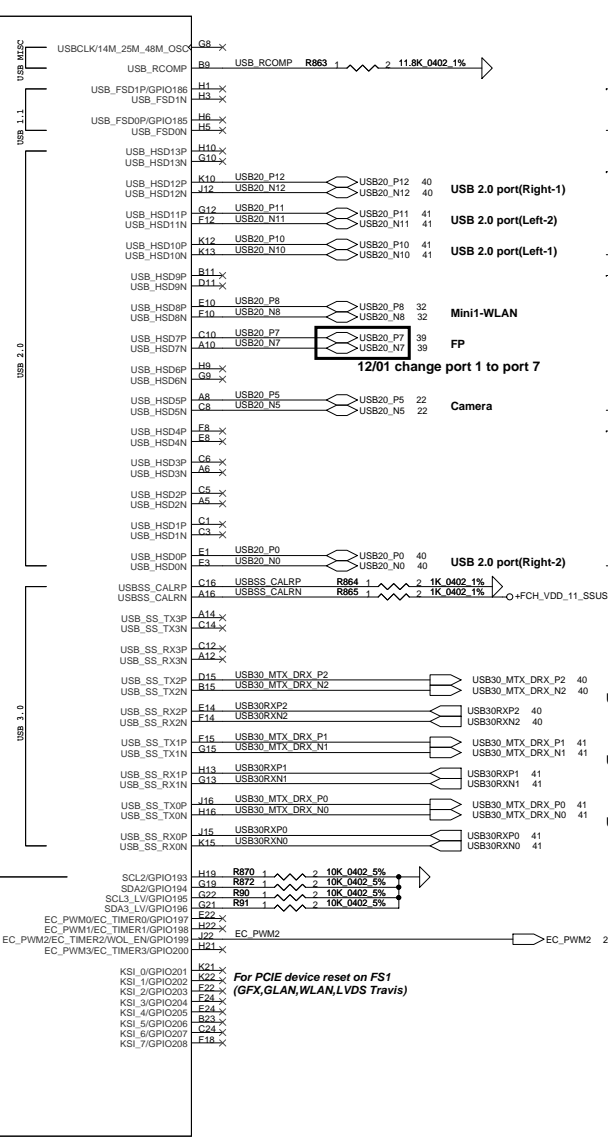 USB MISC
USBCLK/14M_25M_48M_OSC G8
USB_RCOMP B9 USB_RCOMP R863 1 2 11.8K_0402_1%
USB 1.1
USB_FSD1P/GPIO186 H1
USB_FSD1N H3
USB_FSD0P/GPIO185 H6
USB_FSD0N H5
USB 2.0
USB_HSD13P H10
USB_HSD13N G10
USB_HSD12P K10 USB20_P12 USB20_P12 40
USB_HSD12N J12 USB20_N12 USB20_N12 40
USB 2.0 port(Right-1)
USB_HSD11P G12 USB20_P11 USB20_P11 41
USB_HSD11N F12 USB20_N11 USB20_N11 41
USB 2.0 port(Left-2)
USB_HSD10P K12 USB20_P10 USB20_P10 41
USB_HSD10N K13 USB20_N10 USB20_N10 41
USB 2.0 port(Left-1)
USB_HSD9P B11
USB_HSD9N D11
USB_HSD8P E10 USB20_P8 USB20_P8 32
USB_HSD8N F10 USB20_N8 USB20_N8 32
Mini1-WLAN
USB_HSD7P C10 USB20_P7 USB20_P7 39
USB_HSD7N A10 USB20_N7 USB20_N7 39
FP
12/01 change port 1 to port 7
USB_HSD6P H9
USB_HSD6N G9
USB_HSD5P A8 USB20_P5 USB20_P5 22
USB_HSD5N C8 USB20_N5 USB20_N5 22
Camera
USB_HSD4P F8
USB_HSD4N E8
USB_HSD3P C6
USB_HSD3N A6
USB_HSD2P C5
USB_HSD2N A5
USB_HSD1P C1
USB_HSD1N C3
USB_HSD0P E1 USB20_P0 USB20_P0 40
USB_HSD0N E3 USB20_N0 USB20_N0 40
USB 2.0 port(Right-2)
USB 3.0
USBSS_CALRP C16 USBSS_CALRP R864 1 2 1K_0402_1%
USBSS_CALRN A16 USBSS_CALRN R865 1 2 1K_0402_1%
+FCH_VDD_11_SSUS
USB_SS_TX3P A14
USB_SS_TX3N C14
USB_SS_RX3P C12
USB_SS_RX3N A12
USB_SS_TX2P D15 USB30_MTX_DRX_P2 USB30_MTX_DRX_P2 40
USB_SS_TX2N B15 USB30_MTX_DRX_N2 USB30_MTX_DRX_N2 40
USB_SS_RX2P E14 USB30RXP2 USB30RXP2 40
USB_SS_RX2N F14 USB30RXN2 USB30RXN2 40
USB_SS_TX1P F15 USB30_MTX_DRX_P1 USB30_MTX_DRX_P1 41
USB_SS_TX1N G15 USB30_MTX_DRX_N1 USB30_MTX_DRX_N1 41
USB_SS_RX1P H13 USB30RXP1 USB30RXP1 41
USB_SS_RX1N G13 USB30RXN1 USB30RXN1 41
USB_SS_TX0P J16 USB30_MTX_DRX_P0 USB30_MTX_DRX_P0 41
USB_SS_TX0N H16 USB30_MTX_DRX_N0 USB30_MTX_DRX_N0 41
USB_SS_RX0P J15 USB30RXP0 USB30RXP0 41
USB_SS_RX0N K15 USB30RXN0 USB30RXN0 41
SCL2/GPIO193 H19 R870 1 2 10K_0402_5%
SDA2/GPIO194 G19 R872 1 2 10K_0402_5%
SCL3_LV/GPIO195 G22 R90 1 2 10K_0402_5%
SDA3_LV/GPIO196 G21 R91 1 2 10K_0402_5%
EC_PWM0/EC_TIMER0/GPIO197 E22
EC_PWM1/EC_TIMER1/GPIO198 H22
EC_PWM2/EC_TIMER2/WOL_EN/GPIO199 J22 EC_PWM2 EC_PWM2 2
EC_PWM3/EC_TIMER3/GPIO200 H21
KSI_0/GPIO201 K21
KSI_1/GPIO202 K22
KSI_2/GPIO203 F22
KSI_3/GPIO204 F24
KSI_4/GPIO205 E24
KSI_5/GPIO206 B23
KSI_6/GPIO207 C24
KSI_7/GPIO208 F18
For PCIE device reset on FS1
(GFX,GLAN,WLAN,LVDS Travis)